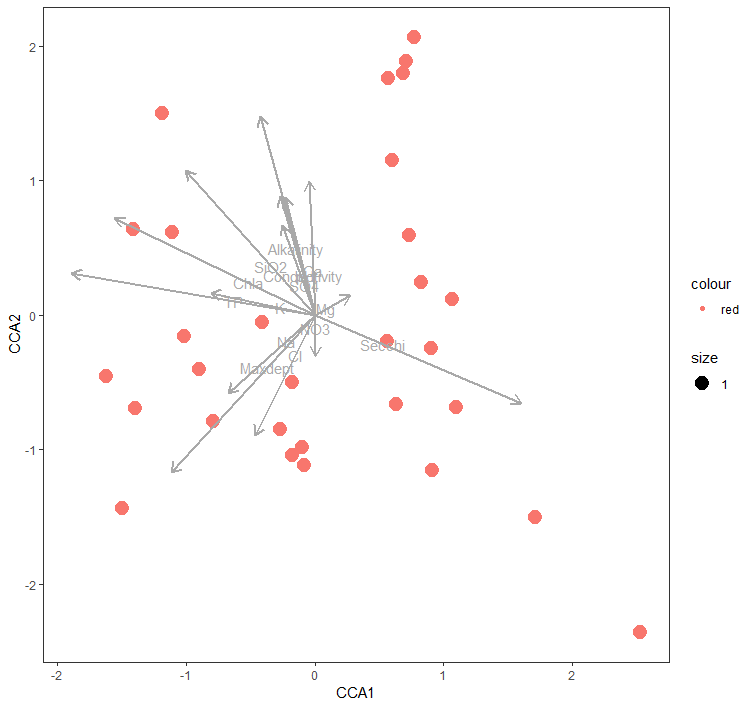 2
1
0
-1
-2
CCA2
Alkalinity
SiO2
Ca
Conductivity
Chla
SO4
K
Mg
NO3
Na
Secchi
Cl
Maxdept
-2
-1
0
1
2
CCA1
colour
red
size
1